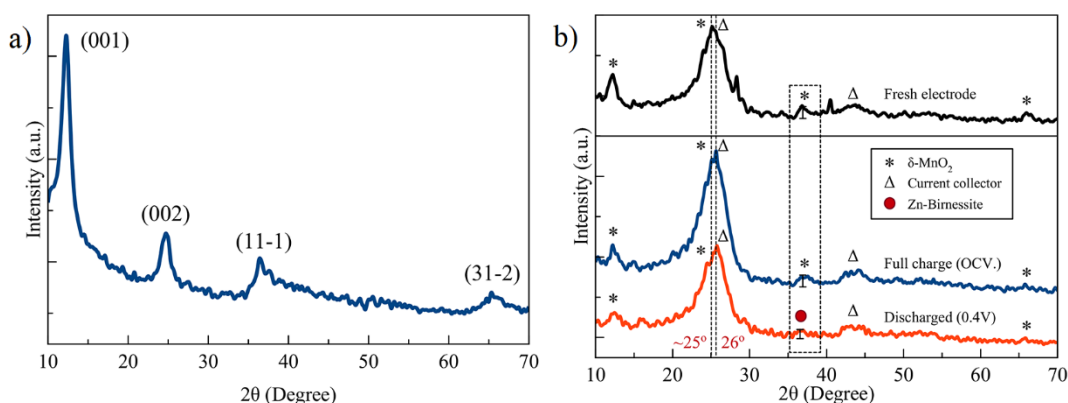 a)
(001)
(002)
(11-1)
(31-2)
Intensity (a.u.)
10 20 30 40 50 60 70
2θ (Degree)
b)
* Δ
*
*
Δ
*
Fresh electrode
* δ-MnO₂
Δ Current collector
● Zn-Birnessite
* Δ
*
*
Δ
*
Full charge (OCV.)
* Δ
*
Δ
*
Discharged (0.4V)
~25º 26º
Intensity (a.u.)
10 20 30 40 50 60 70
2θ (Degree)